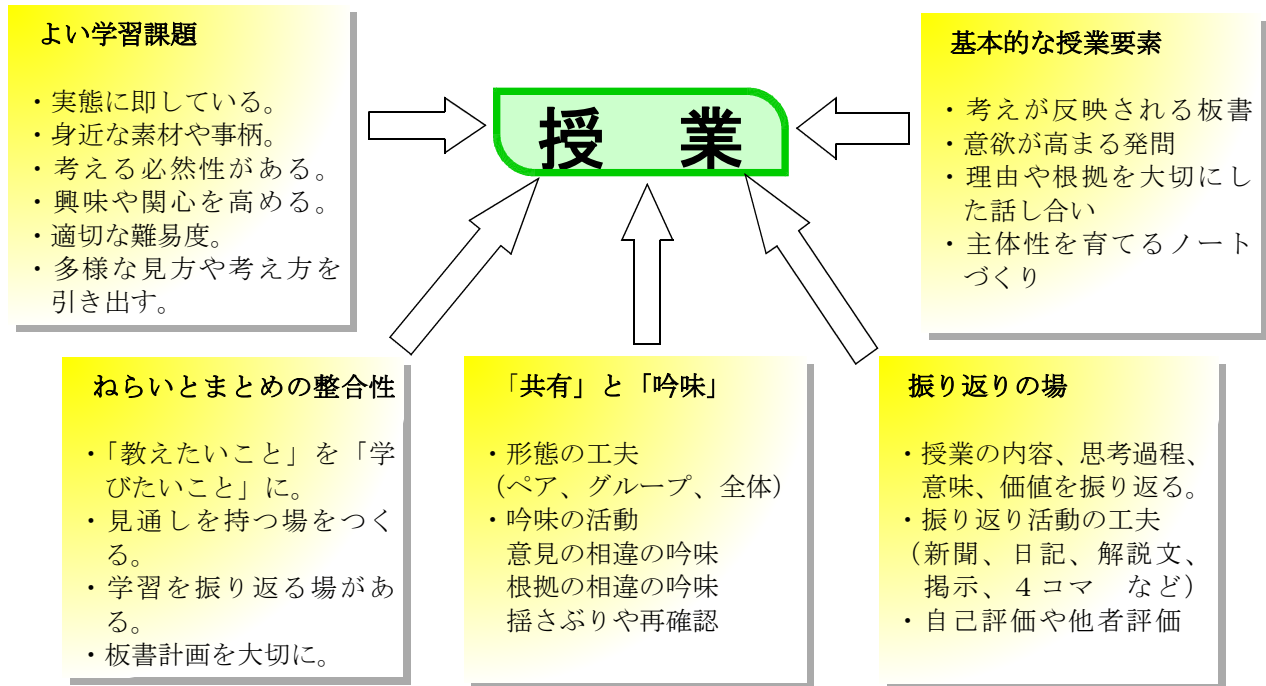 よい学習課題
・実態に即している。
・身近な素材や事柄。
・考える必然性がある。
・興味や関心を高める。
・適切な難易度。
・多様な見方や考え方を
引き出す。
授　業
基本的な授業要素
・考えが反映される板書
・意欲が高まる発問
・理由や根拠を大切にし
た話し合い
・主体性を育てるノート
づくり
ねらいとまとめの整合性
・「教えたいこと」を「学
びたいこと」に。
・見通しを持つ場をつく
る。
・学習を振り返る場があ
る。
・板書計画を大切に。
「共有」と「吟味」
・形態の工夫
（ペア、グループ、全体）
・吟味の活動
意見の相違の吟味
根拠の相違の吟味
揺さぶりや再確認
振り返りの場
・授業の内容、思考過程、
意味、価値を振り返る。
・振り返り活動の工夫
（新聞、日記、解説文、
掲示、４コマ　など）
・自己評価や他者評価